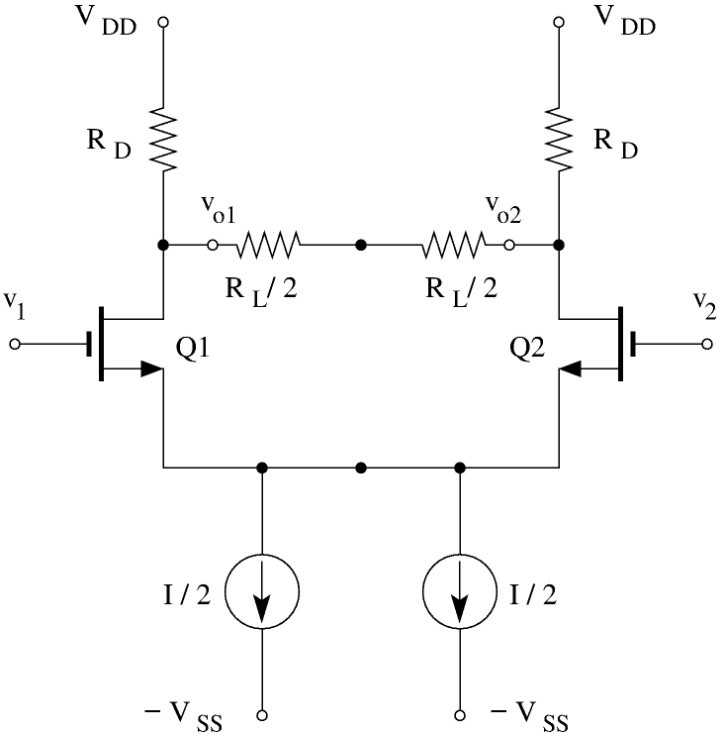 V DD V DD
R D R D
v o1 v o2
R L / 2 R L / 2
v 1 v 2
Q1 Q2
I / 2 I / 2
− V SS − V SS